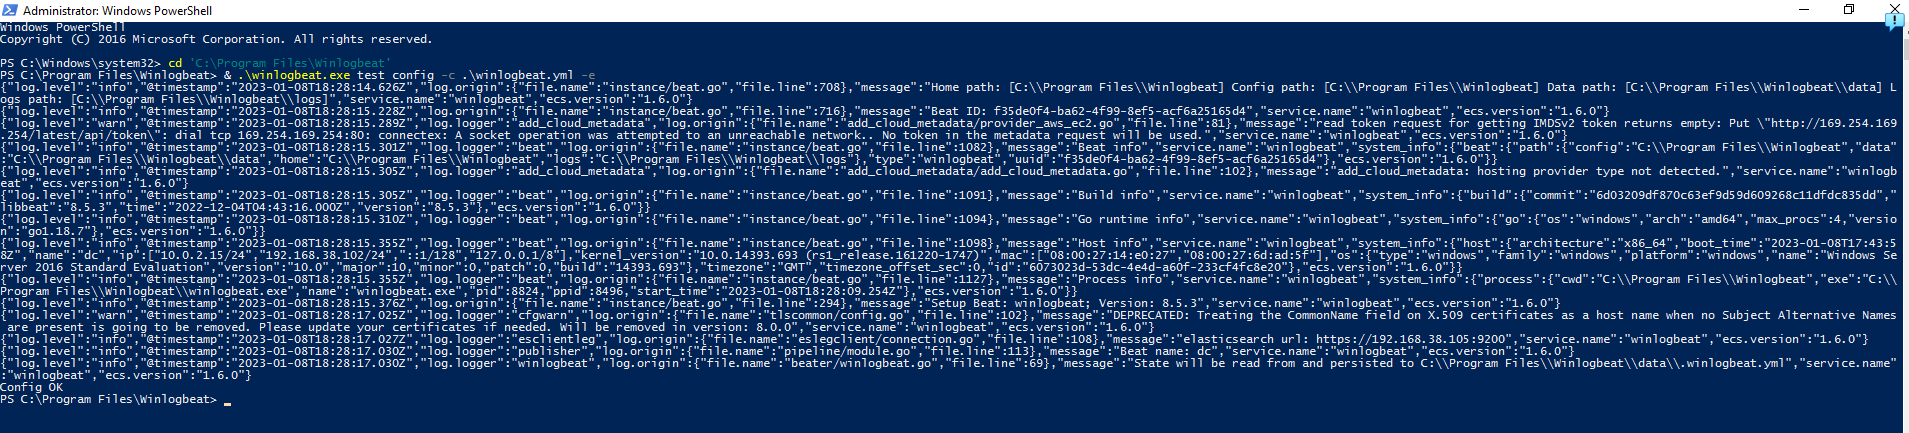 Administrator: Windows PowerShell
Windows PowerShell
Copyright (C) 2016 Microsoft Corporation. All rights reserved.
PS C:\Windows\system32> cd 'C:\Program Files\Winlogbeat'
PS C:\Program Files\Winlogbeat> & .\winlogbeat.exe test config -c .\winlogbeat.yml -e
{"log.level":"info","@timestamp":"2023-01-08T18:28:14.626Z","log.origin":{"file.name":"instance/beat.go","file.line":708},"message":"Home path: [C:\\Program Files\\Winlogbeat] Config path: [C:\\Program Files\\Winlogbeat] Data path: [C:\\Program Files\\Winlogbeat\\data] L
ogs path: [C:\\Program Files\\Winlogbeat\\logs]","service.name":"winlogbeat","ecs.version":"1.6.0"}
{"log.level":"info","@timestamp":"2023-01-08T18:28:15.228Z","log.origin":{"file.name":"instance/beat.go","file.line":716},"message":"Beat ID: f35de0f4-ba62-4f99-8ef5-acf6a25165d4","service.name":"winlogbeat","ecs.version":"1.6.0"}
{"log.level":"warn","@timestamp":"2023-01-08T18:28:15.289Z","log.logger":"add_cloud_metadata","log.origin":{"file.name":"add_cloud_metadata/provider_aws_ec2.go","file.line":81},"message":"read token request for getting IMDSv2 token returns empty: Put \"http://169.254.169
.254/latest/api/token\": dial tcp 169.254.169.254:80: connectex: A socket operation was attempted to an unreachable network.. No token in the metadata request will be used.","service.name":"winlogbeat","ecs.version":"1.6.0"}
{"log.level":"info","@timestamp":"2023-01-08T18:28:15.301Z","log.logger":"beat","log.origin":{"file.name":"instance/beat.go","file.line":1082},"message":"Beat info","service.name":"winlogbeat","system_info":{"beat":{"path":{"config":"C:\\Program Files\\Winlogbeat","data"
:"C:\\Program Files\\Winlogbeat\\data","home":"C:\\Program Files\\Winlogbeat","logs":"C:\\Program Files\\Winlogbeat\\logs"},"type":"winlogbeat","uuid":"f35de0f4-ba62-4f99-8ef5-acf6a25165d4"},"ecs.version":"1.6.0"}}
{"log.level":"info","@timestamp":"2023-01-08T18:28:15.305Z","log.logger":"add_cloud_metadata","log.origin":{"file.name":"add_cloud_metadata/add_cloud_metadata.go","file.line":102},"message":"add_cloud_metadata: hosting provider type not detected.","service.name":"winlogb
eat","ecs.version":"1.6.0"}
{"log.level":"info","@timestamp":"2023-01-08T18:28:15.305Z","log.logger":"beat","log.origin":{"file.name":"instance/beat.go","file.line":1091},"message":"Build info","service.name":"winlogbeat","system_info":{"build":{"commit":"6d03209df870c63ef9d59d609268c11dfdc835dd","
libbeat":"8.5.3","time":"2022-12-04T04:43:16.000Z","version":"8.5.3"},"ecs.version":"1.6.0"}}
{"log.level":"info","@timestamp":"2023-01-08T18:28:15.310Z","log.logger":"beat","log.origin":{"file.name":"instance/beat.go","file.line":1094},"message":"Go runtime info","service.name":"winlogbeat","system_info":{"go":{"os":"windows","arch":"amd64","max_procs":4,"versio
n":"go1.18.7"},"ecs.version":"1.6.0"}}
{"log.level":"info","@timestamp":"2023-01-08T18:28:15.355Z","log.logger":"beat","log.origin":{"file.name":"instance/beat.go","file.line":1098},"message":"Host info","service.name":"winlogbeat","system_info":{"host":{"architecture":"x86_64","boot_time":"2023-01-08T17:43:5
8Z","name":"dc","ip":["10.0.2.15/24","192.168.38.102/24","::1/128","127.0.0.1/8"],"kernel_version":"10.0.14393.693 (rs1_release.161220-1747)","mac":["08:00:27:14:e0:27","08:00:27:6d:ad:5f"],"os":{"type":"windows","family":"windows","platform":"windows","name":"Windows Se
rver 2016 Standard Evaluation","version":"10.0","major":10,"minor":0,"patch":0,"build":"14393.693"},"timezone":"GMT","timezone_offset_sec":0,"id":"6073023d-53dc-4e4d-a60f-233cf4fc8e20"},"ecs.version":"1.6.0"}}
{"log.level":"info","@timestamp":"2023-01-08T18:28:15.355Z","log.logger":"beat","log.origin":{"file.name":"instance/beat.go","file.line":1127},"message":"Process info","service.name":"winlogbeat","system_info":{"process":{"cwd":"C:\\Program Files\\Winlogbeat","exe":"C:\\
Program Files\\Winlogbeat\\winlogbeat.exe","name":"winlogbeat.exe","pid":8824,"ppid":8496,"start_time":"2023-01-08T18:28:09.254Z"},"ecs.version":"1.6.0"}}
{"log.level":"info","@timestamp":"2023-01-08T18:28:15.376Z","log.origin":{"file.name":"instance/beat.go","file.line":294},"message":"Setup Beat: winlogbeat; Version: 8.5.3","service.name":"winlogbeat","ecs.version":"1.6.0"}
{"log.level":"warn","@timestamp":"2023-01-08T18:28:17.025Z","log.logger":"cfgwarn","log.origin":{"file.name":"tlscommon/config.go","file.line":102},"message":"DEPRECATED: Treating the CommonName field on X.509 certificates as a host name when no Subject Alternative Names
 are present is going to be removed. Please update your certificates if needed. Will be removed in version: 8.0.0","service.name":"winlogbeat","ecs.version":"1.6.0"}
{"log.level":"info","@timestamp":"2023-01-08T18:28:17.027Z","log.logger":"esclientleg","log.origin":{"file.name":"eslegclient/connection.go","file.line":108},"message":"elasticsearch url: https://192.168.38.105:9200","service.name":"winlogbeat","ecs.version":"1.6.0"}
{"log.level":"info","@timestamp":"2023-01-08T18:28:17.030Z","log.logger":"publisher","log.origin":{"file.name":"pipeline/module.go","file.line":113},"message":"Beat name: dc","service.name":"winlogbeat","ecs.version":"1.6.0"}
{"log.level":"info","@timestamp":"2023-01-08T18:28:17.030Z","log.logger":"winlogbeat","log.origin":{"file.name":"beater/winlogbeat.go","file.line":69},"message":"State will be read from and persisted to C:\\Program Files\\Winlogbeat\\data\\.winlogbeat.yml","service.name"
:"winlogbeat","ecs.version":"1.6.0"}
Config OK
PS C:\Program Files\Winlogbeat> _